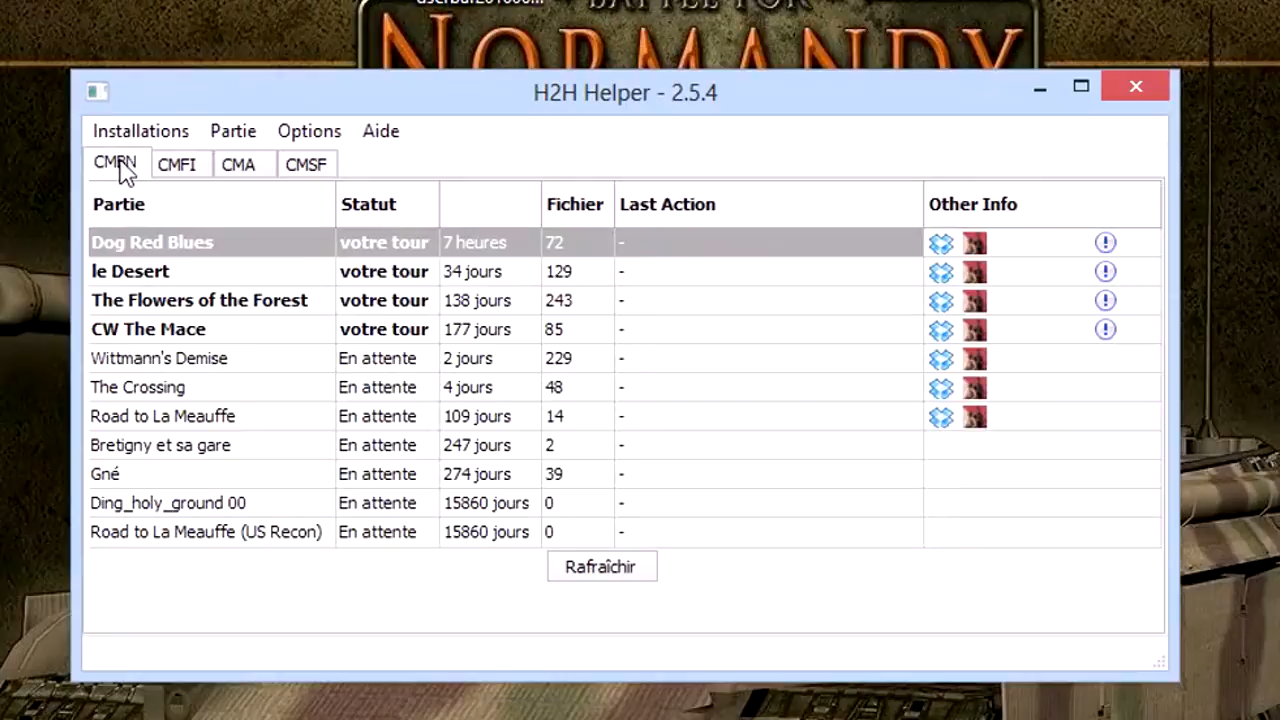 BATTLE FOR
NORMANDY
H2H Helper - 2.5.4
Installations Partie Options Aide
CMBN CMFI CMA CMSF
Partie Statut Fichier Last Action Other Info
Dog Red Blues votre tour 7 heures 72 -
le Desert votre tour 34 jours 129 -
The Flowers of the Forest votre tour 138 jours 243 -
CW The Mace votre tour 177 jours 85 -
Wittmann's Demise En attente 2 jours 229 -
The Crossing En attente 4 jours 48 -
Road to La Meauffe En attente 109 jours 14 -
Bretigny et sa gare En attente 247 jours 2 -
Gné En attente 274 jours 39 -
Ding_holy_ground 00 En attente 15860 jours 0 -
Road to La Meauffe (US Recon) En attente 15860 jours 0 -
Rafraîchir